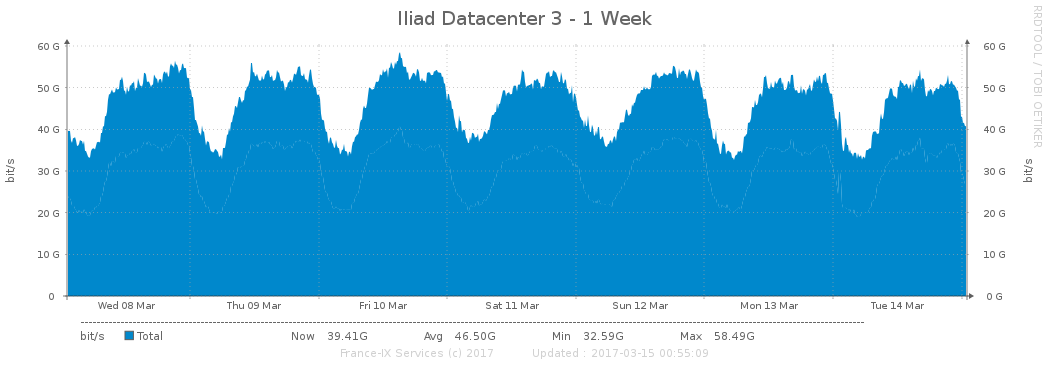 Iliad Datacenter 3 - 1 Week
RRDTOOL / TOBI OETIKER
60 G 60 G
50 G 50 G
40 G 40 G
30 G 30 G
20 G 20 G
10 G 10 G
0 0 G
bit/s
bit/s
Wed 08 Mar Thu 09 Mar Fri 10 Mar Sat 11 Mar Sun 12 Mar Mon 13 Mar Tue 14 Mar
bit/s Total Now 39.41G Avg 46.50G Min 32.59G Max 58.49G
France-IX Services (c) 2017 Updated : 2017-03-15 00:55:09